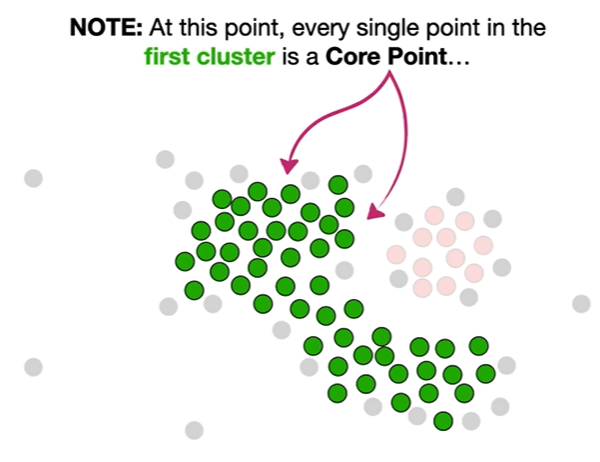 NOTE: At this point, every single point in the
first cluster is a Core Point…